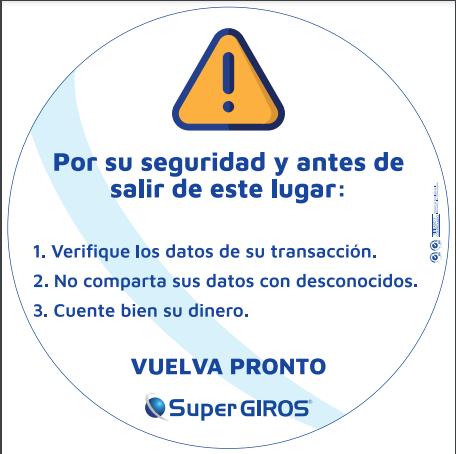 Por su seguridad y antes de
salir de este lugar:
1. Verifique los datos de su transacción.
2. No comparta sus datos con desconocidos.
3. Cuente bien su dinero.
VUELVA PRONTO
SuperGIROS